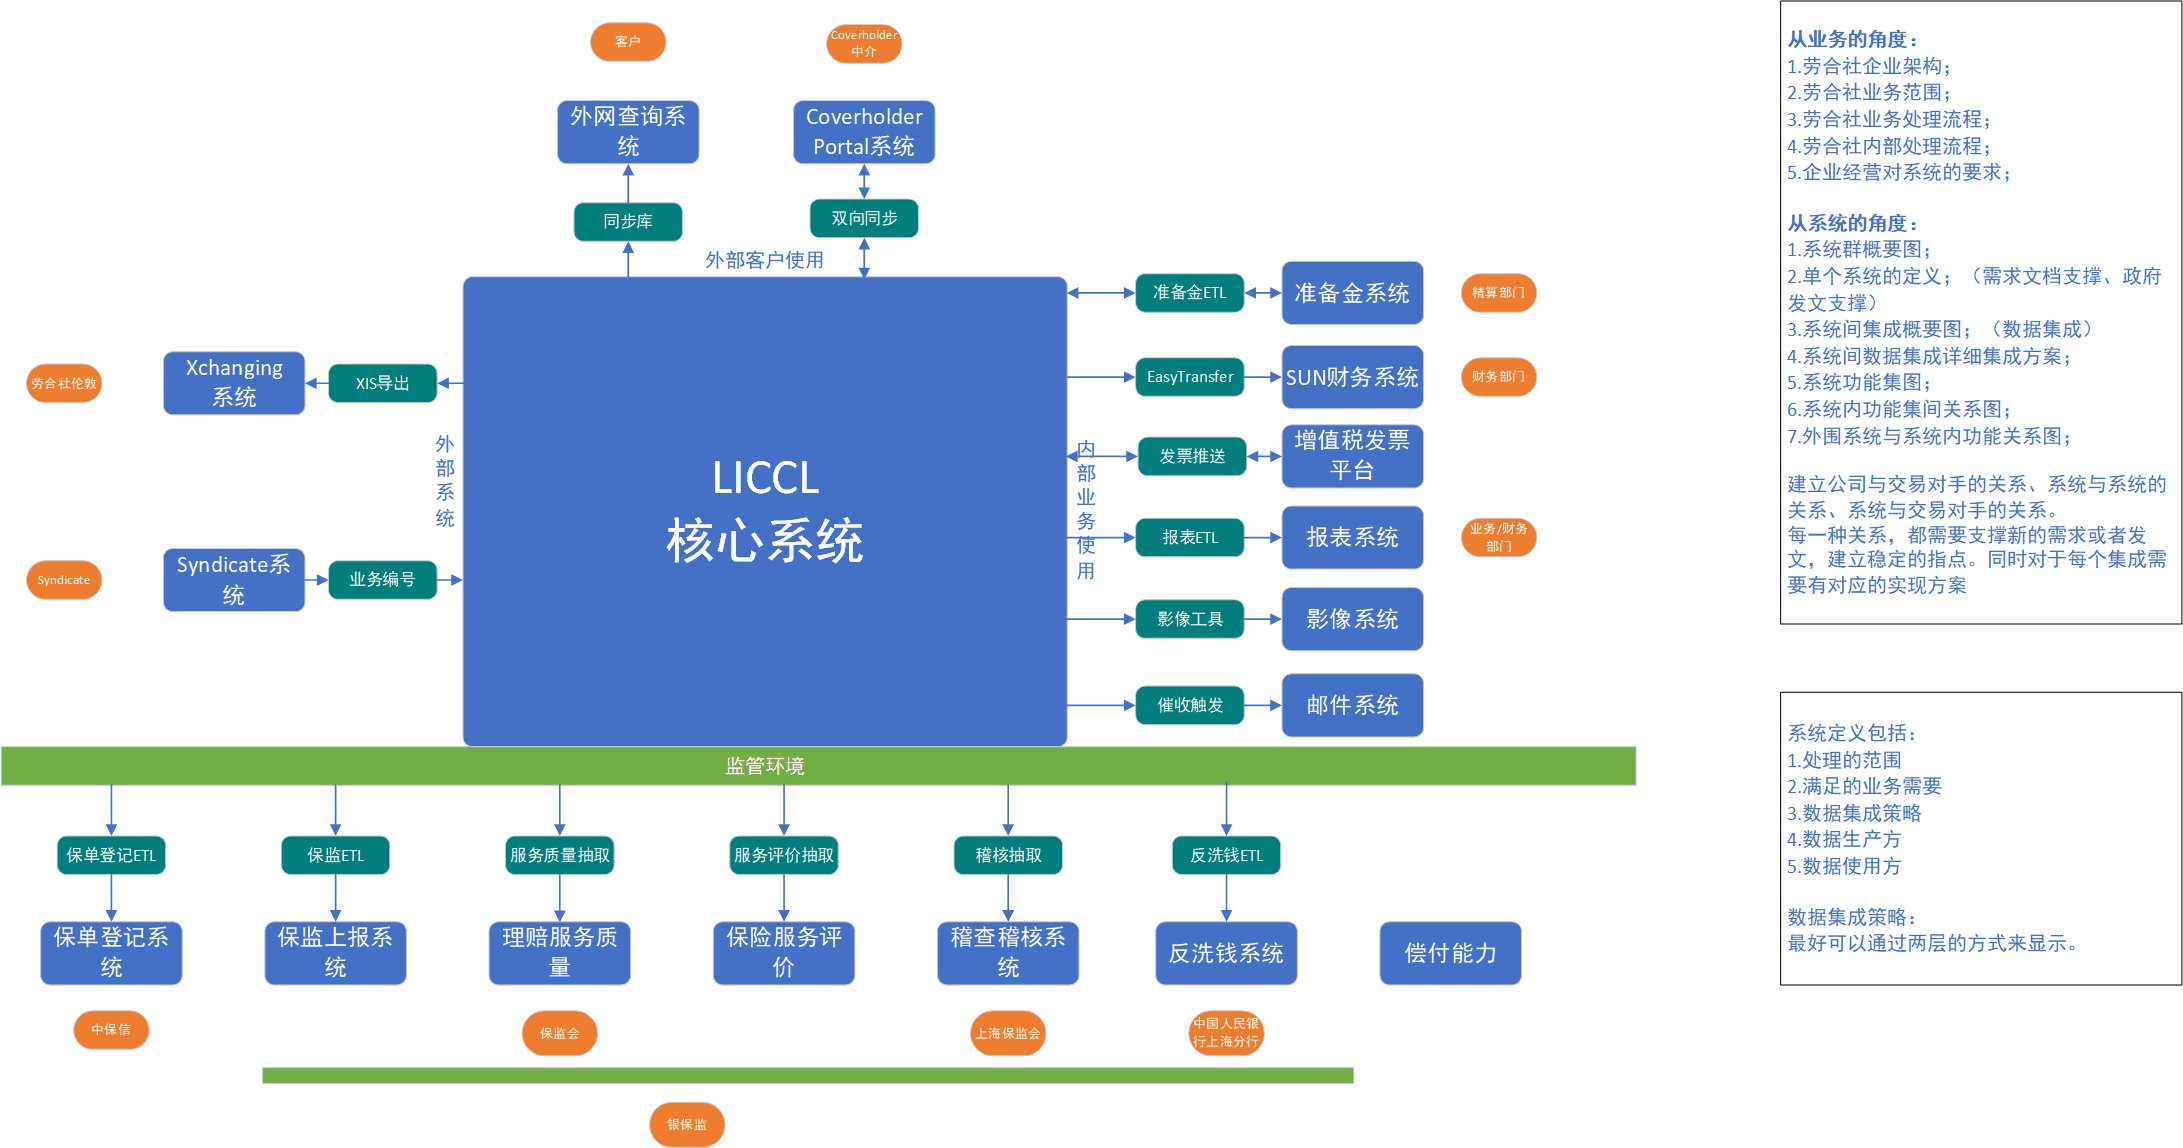 客户
Coverholder
中介
外网查询系
统
Coverholder
Portal系统
同步库
双向同步
外部客户使用
准备金ETL
准备金系统
精算部门
劳合社伦敦
Xchanging
系统
XIS导出
EasyTransfer
SUN财务系统
财务部门
外
部
系
统
LICCL
核心系统
内
部
业
务
使
用
发票推送
增值税发票
平台
报表ETL
报表系统
业务/财务
部门
Syndicate
Syndicate系
统
业务编号
影像工具
影像系统
催收触发
邮件系统
监管环境
保单登记ETL
保监ETL
服务质量抽取
服务评价抽取
稽核抽取
反洗钱ETL
保单登记系
统
保监上报系
统
理赔服务质
量
保险服务评
价
稽查稽核系
统
反洗钱系统
偿付能力
中保信
保监会
上海保监会
中国人民银
行上海分行
银保监
从业务的角度：
1.劳合社企业架构；
2.劳合社业务范围；
3.劳合社业务处理流程；
4.劳合社内部处理流程；
5.企业经营对系统的要求；
从系统的角度：
1.系统群概要图；
2.单个系统的定义；（需求文档支撑、政府
发文支撑）
3.系统间集成概要图；（数据集成）
4.系统间数据集成详细集成方案；
5.系统功能集图；
6.系统内功能集间关系图；
7.外围系统与系统内功能关系图；
建立公司与交易对手的关系、系统与系统的
关系、系统与交易对手的关系。
每一种关系，都需要支撑新的需求或者发
文，建立稳定的指点。同时对于每个集成需
要有对应的实现方案
系统定义包括：
1.处理的范围
2.满足的业务需要
3.数据集成策略
4.数据生产方
5.数据使用方
数据集成策略：
最好可以通过两层的方式来显示。